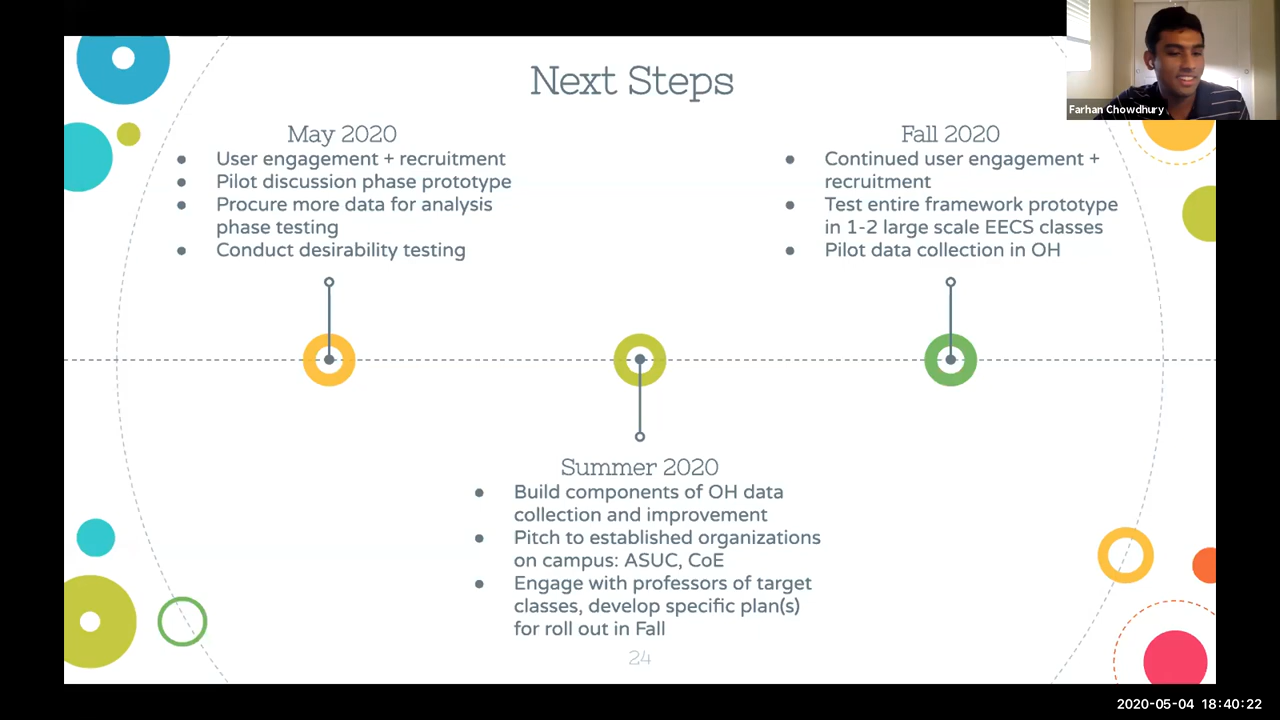 Next Steps
May 2020
● User engagement + recruitment
● Pilot discussion phase prototype
● Procure more data for analysis
phase testing
● Conduct desirability testing
Summer 2020
● Build components of OH data
collection and improvement
● Pitch to established organizations
on campus: ASUC, CoE
● Engage with professors of target
classes, develop specific plan(s)
for roll out in Fall
Fall 2020
● Continued user engagement +
recruitment
● Test entire framework prototype
in 1-2 large scale EECS classes
● Pilot data collection in OH
24
Farhan Chowdhury
2020-05-04 18:40:22